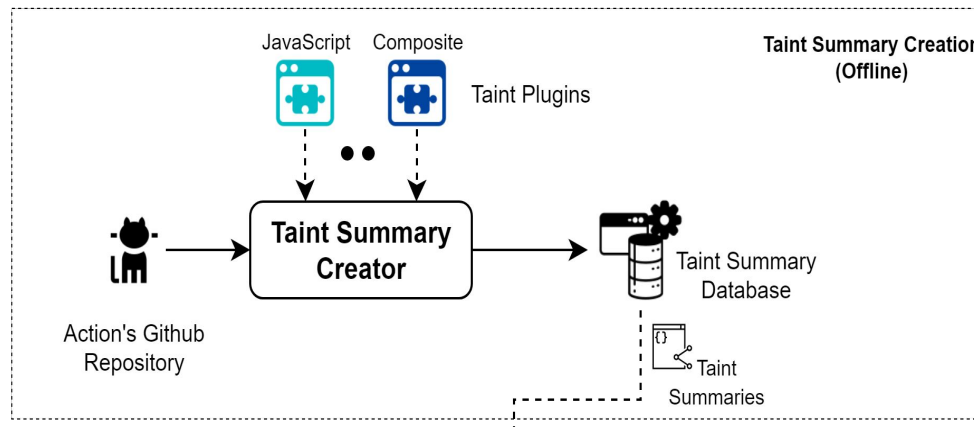 JavaScript Composite
Taint Summary Creation
(Offline)
Taint Plugins
Taint Summary
Creator
Taint Summary
Database
Action's Github
Repository
{}
Taint
Summaries